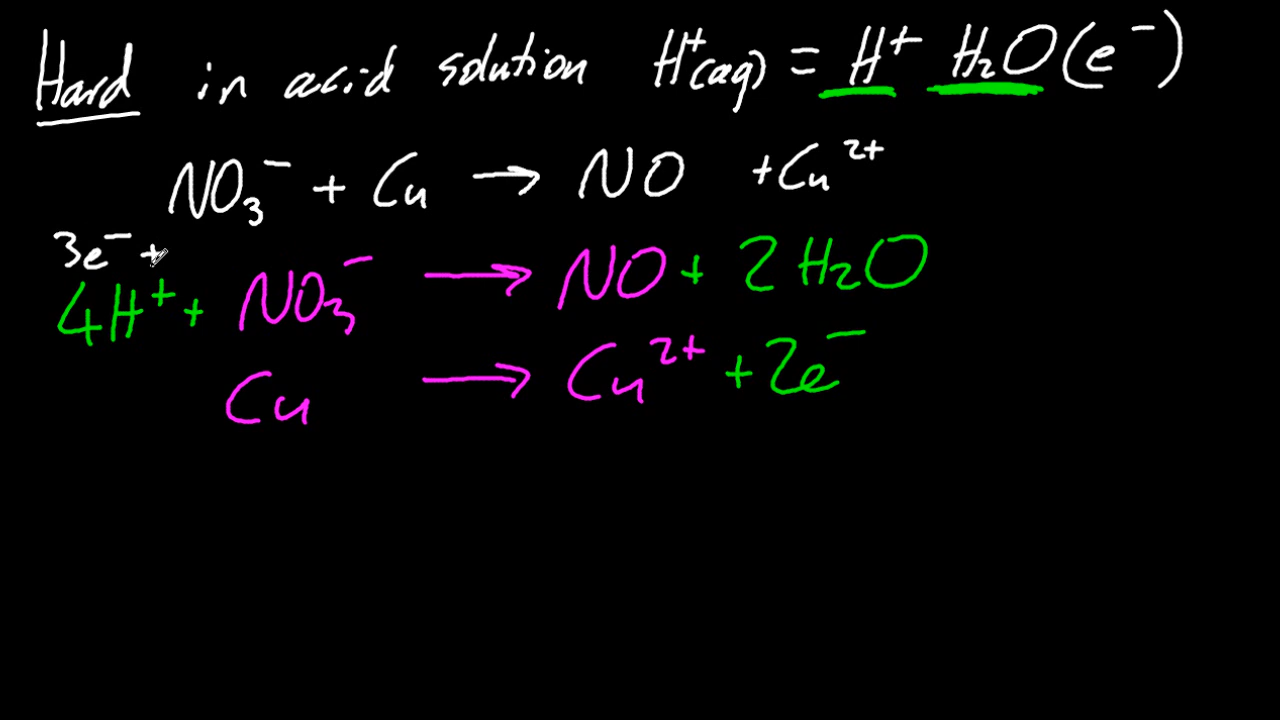 Hard in acid solution H⁺(aq) = H⁺ H₂O (e⁻)
NO₃⁻ + Cu → NO + Cu²⁺
3e⁻ +
4H⁺ + NO₃⁻ → NO + 2H₂O
Cu → Cu²⁺ + 2e⁻